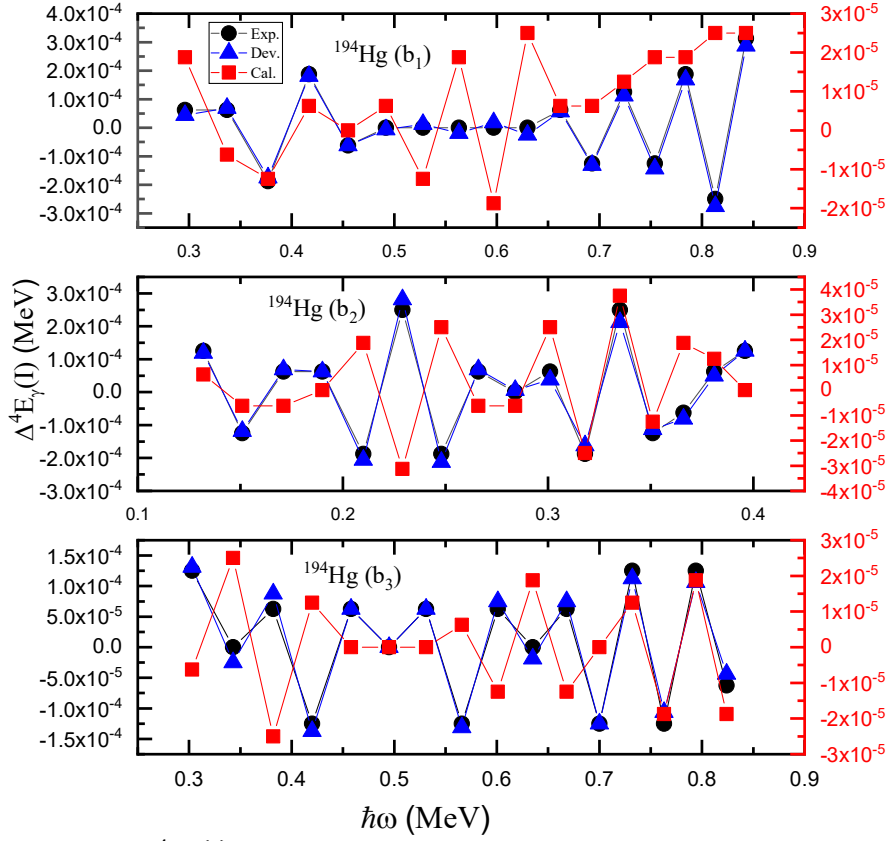 4.0x10⁻⁴
3.0x10⁻⁴
2.0x10⁻⁴
1.0x10⁻⁴
0.0
-1.0x10⁻⁴
-2.0x10⁻⁴
-3.0x10⁻⁴
Exp.
Dev.
Cal.
¹⁹⁴Hg (b₁)
3x10⁻⁵
2x10⁻⁵
1x10⁻⁵
0
-1x10⁻⁵
-2x10⁻⁵
0.3 0.4 0.5 0.6 0.7 0.8 0.9
Δ⁴Eᵧ(I) (MeV)
3.0x10⁻⁴
2.0x10⁻⁴
1.0x10⁻⁴
0.0
-1.0x10⁻⁴
-2.0x10⁻⁴
-3.0x10⁻⁴
¹⁹⁴Hg (b₂)
4x10⁻⁵
3x10⁻⁵
2x10⁻⁵
1x10⁻⁵
0
-1x10⁻⁵
-2x10⁻⁵
-3x10⁻⁵
-4x10⁻⁵
0.1 0.2 0.3 0.4
1.5x10⁻⁴
1.0x10⁻⁴
5.0x10⁻⁵
0.0
-5.0x10⁻⁵
-1.0x10⁻⁴
-1.5x10⁻⁴
¹⁹⁴Hg (b₃)
3x10⁻⁵
2x10⁻⁵
1x10⁻⁵
0
-1x10⁻⁵
-2x10⁻⁵
-3x10⁻⁵
0.3 0.4 0.5 0.6 0.7 0.8 0.9
ℏω (MeV)